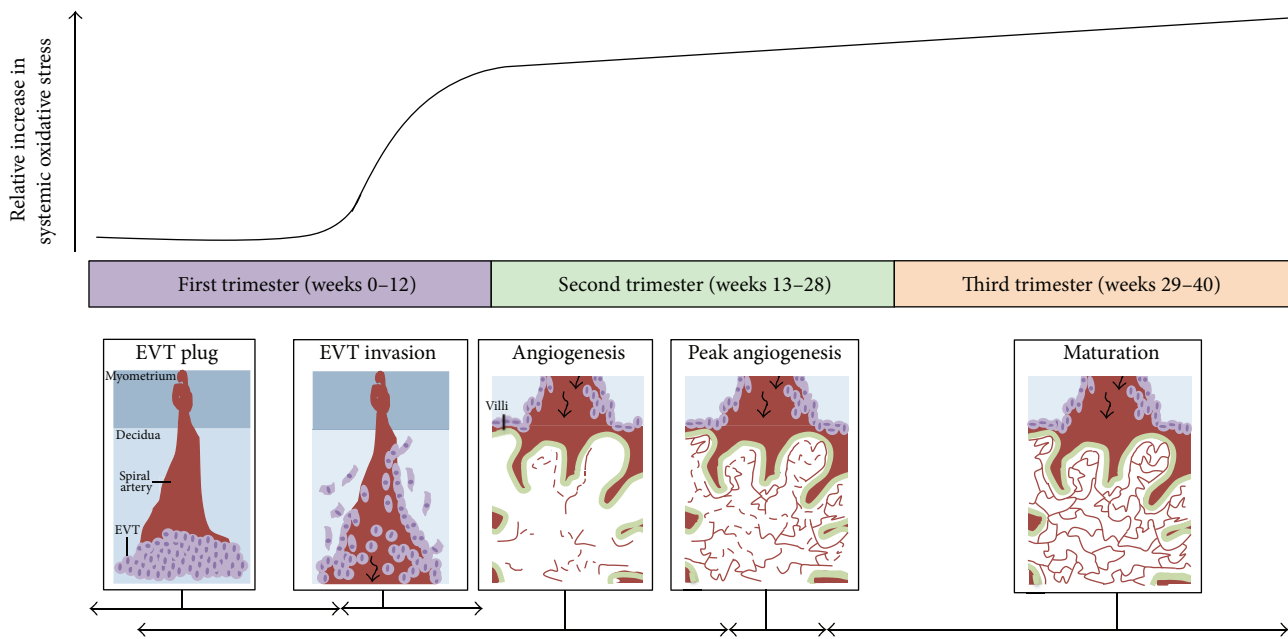 Relative increase in
systemic oxidative stress
First trimester (weeks 0–12)
Second trimester (weeks 13–28)
Third trimester (weeks 29–40)
EVT plug
Myometrium
Decidua
Spiral
artery
EVT
EVT invasion
Angiogenesis
Villi
Peak angiogenesis
Maturation